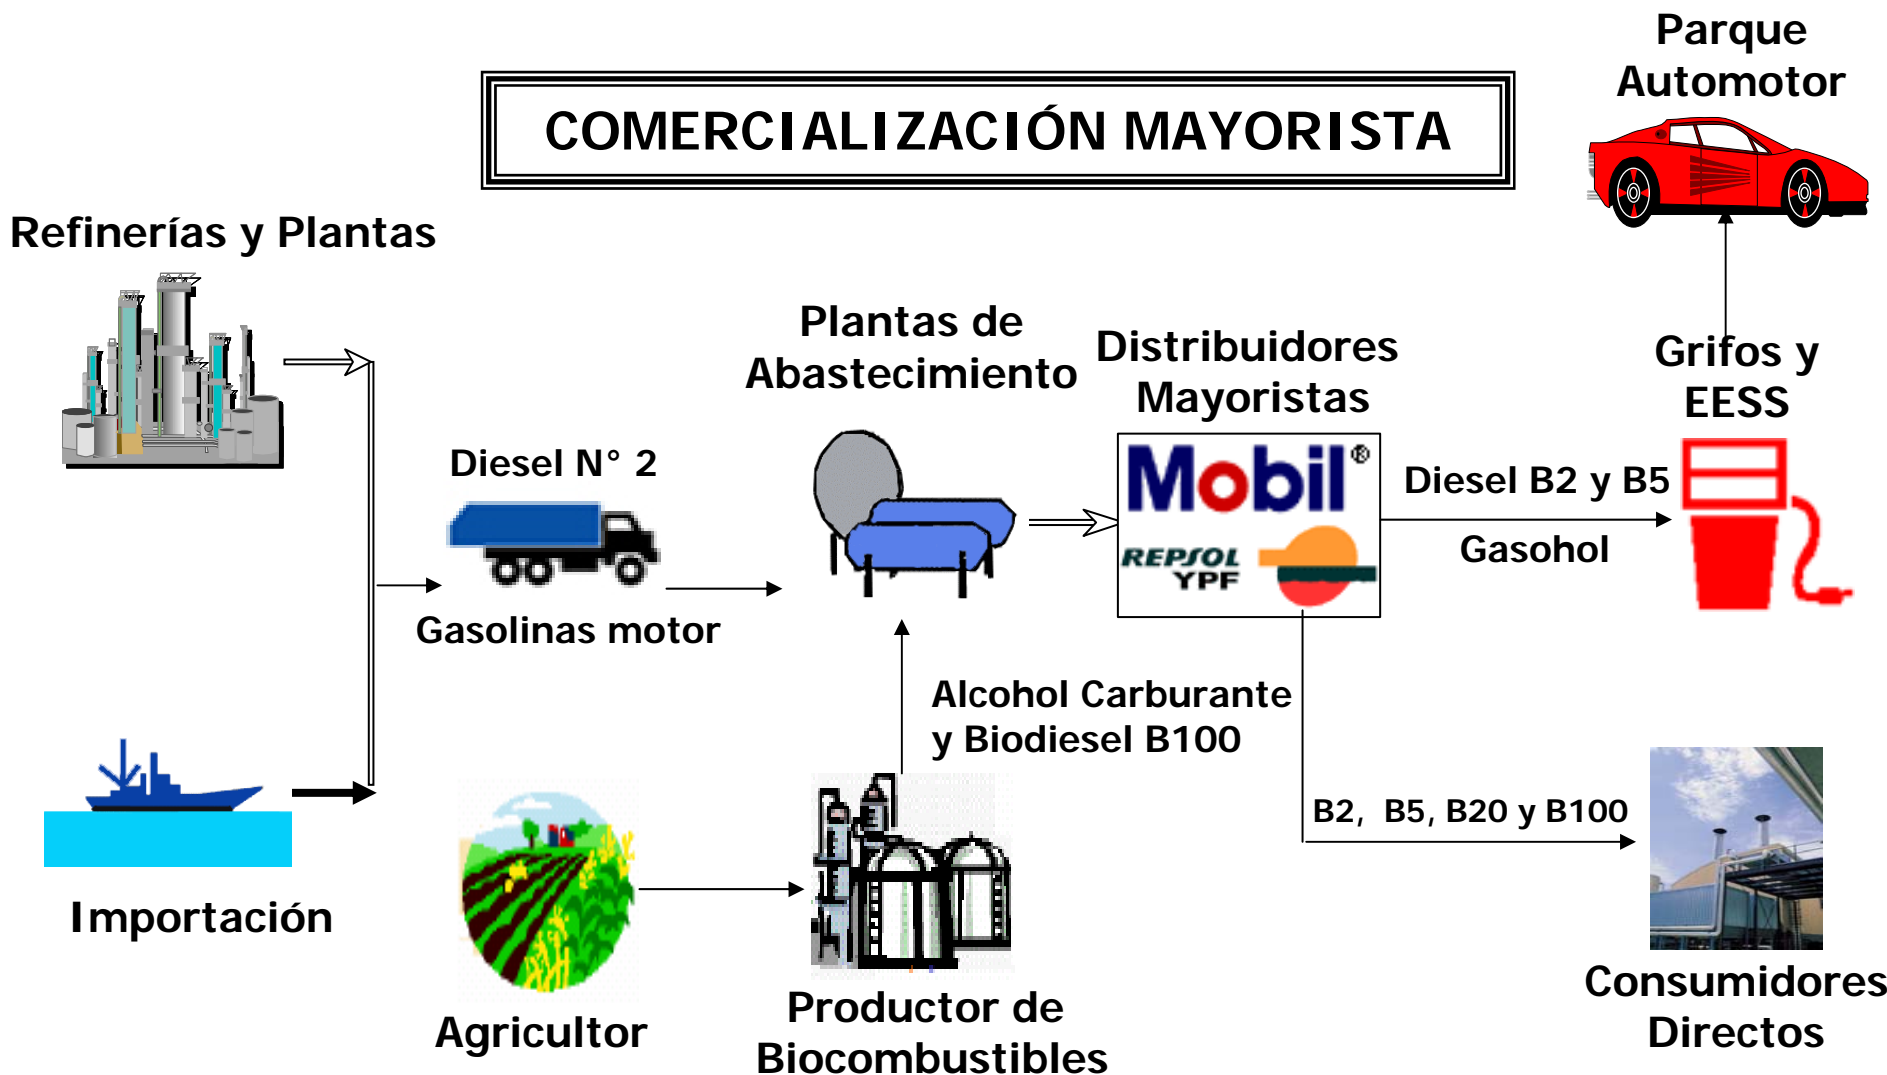 Parque
Automotor
COMERCIALIZACIÓN MAYORISTA
Refinerías y Plantas
Plantas de
Abastecimiento
Distribuidores
Mayoristas
Grifos y
EESS
Diesel N° 2
Mobil®
Diesel B2 y B5
REPSOL
YPF
Gasohol
Gasolinas motor
Alcohol Carburante
y Biodiesel B100
B2, B5, B20 y B100
Importación
Agricultor
Productor de
Biocombustibles
Consumidores
Directos